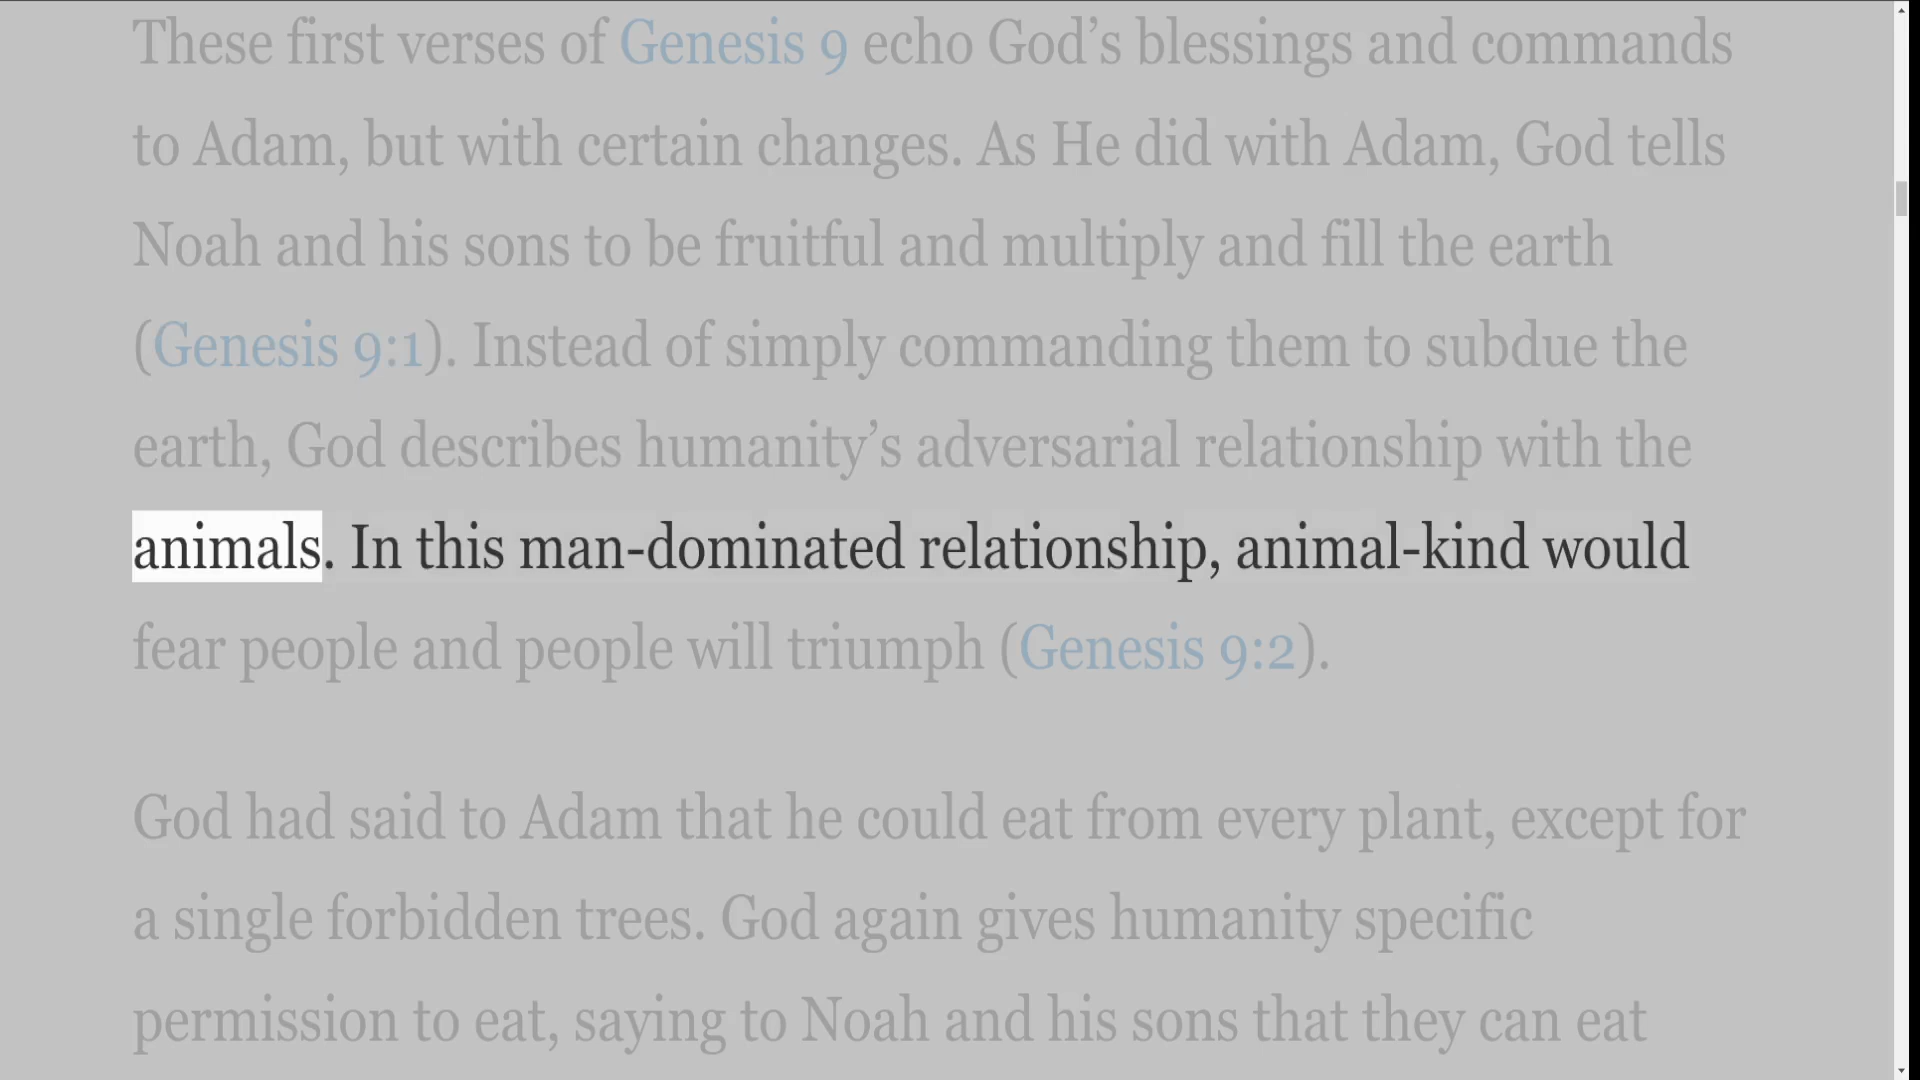 These first verses of Genesis 9 echo God’s blessings and commands
to Adam, but with certain changes. As He did with Adam, God tells
Noah and his sons to be fruitful and multiply and fill the earth
(Genesis 9:1). Instead of simply commanding them to subdue the
earth, God describes humanity’s adversarial relationship with the
animals. In this man-dominated relationship, animal-kind would
fear people and people will triumph (Genesis 9:2).
God had said to Adam that he could eat from every plant, except for
a single forbidden trees. God again gives humanity specific
permission to eat, saying to Noah and his sons that they can eat